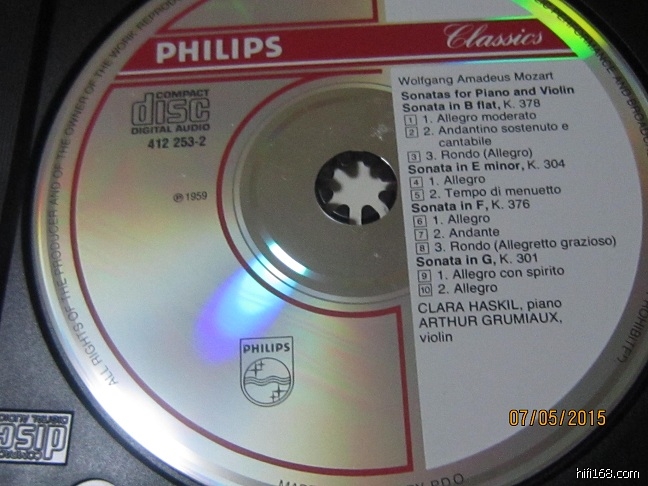 PHILIPS
Classics
COMPACT
disc
DIGITAL AUDIO
412 253-2
℗ 1959
Wolfgang Amadeus Mozart
Sonatas for Piano and Violin
Sonata in B flat, K. 378
1 1. Allegro moderato
2 2. Andantino sostenuto e
cantabile
3 3. Rondo (Allegro)
Sonata in E minor, K. 304
4 1. Allegro
5 2. Tempo di menuetto
Sonata in F, K. 376
6 1. Allegro
7 2. Andante
8 3. Rondo (Allegretto grazioso)
Sonata in G, K. 301
9 1. Allegro con spirito
10 2. Allegro
CLARA HASKIL, piano
ARTHUR GRUMIAUX,
violin
PHILIPS
ALL RIGHTS OF THE PRODUCER AND OF THE OWNER OF THE WORK
disc
07/05/2015
hifi168.com